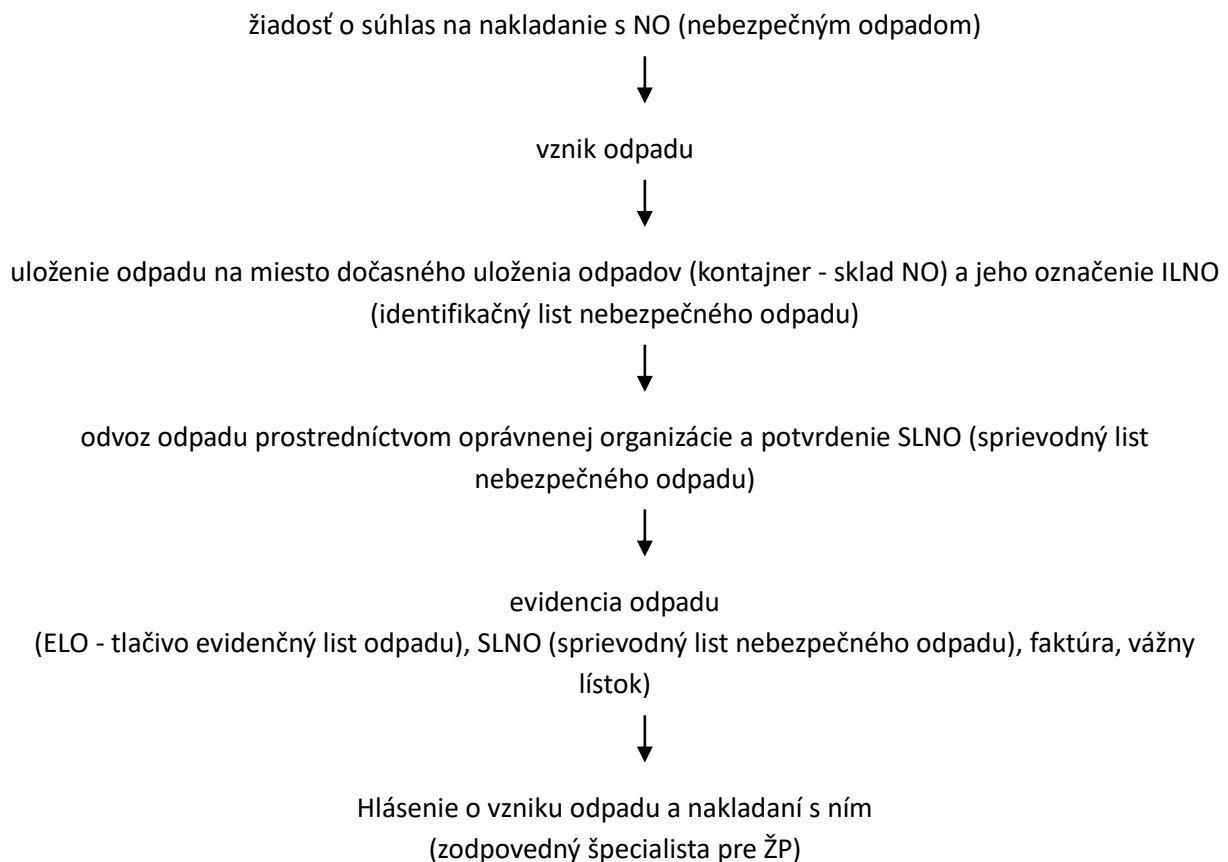 žiadosť o súhlas na nakladanie s NO (nebezpečným odpadom)
vznik odpadu
uloženie odpadu na miesto dočasného uloženia odpadov (kontajner - sklad NO) a jeho označenie ILNO
(identifikačný list nebezpečného odpadu)
odvoz odpadu prostredníctvom oprávnenej organizácie a potvrdenie SLNO (sprievodný list
nebezpečného odpadu)
evidencia odpadu
(ELO - tlačivo evidenčný list odpadu), SLNO (sprievodný list nebezpečného odpadu), faktúra, vážny
lístok)
Hlásenie o vzniku odpadu a nakladaní s ním
(zodpovedný špecialista pre ŽP)